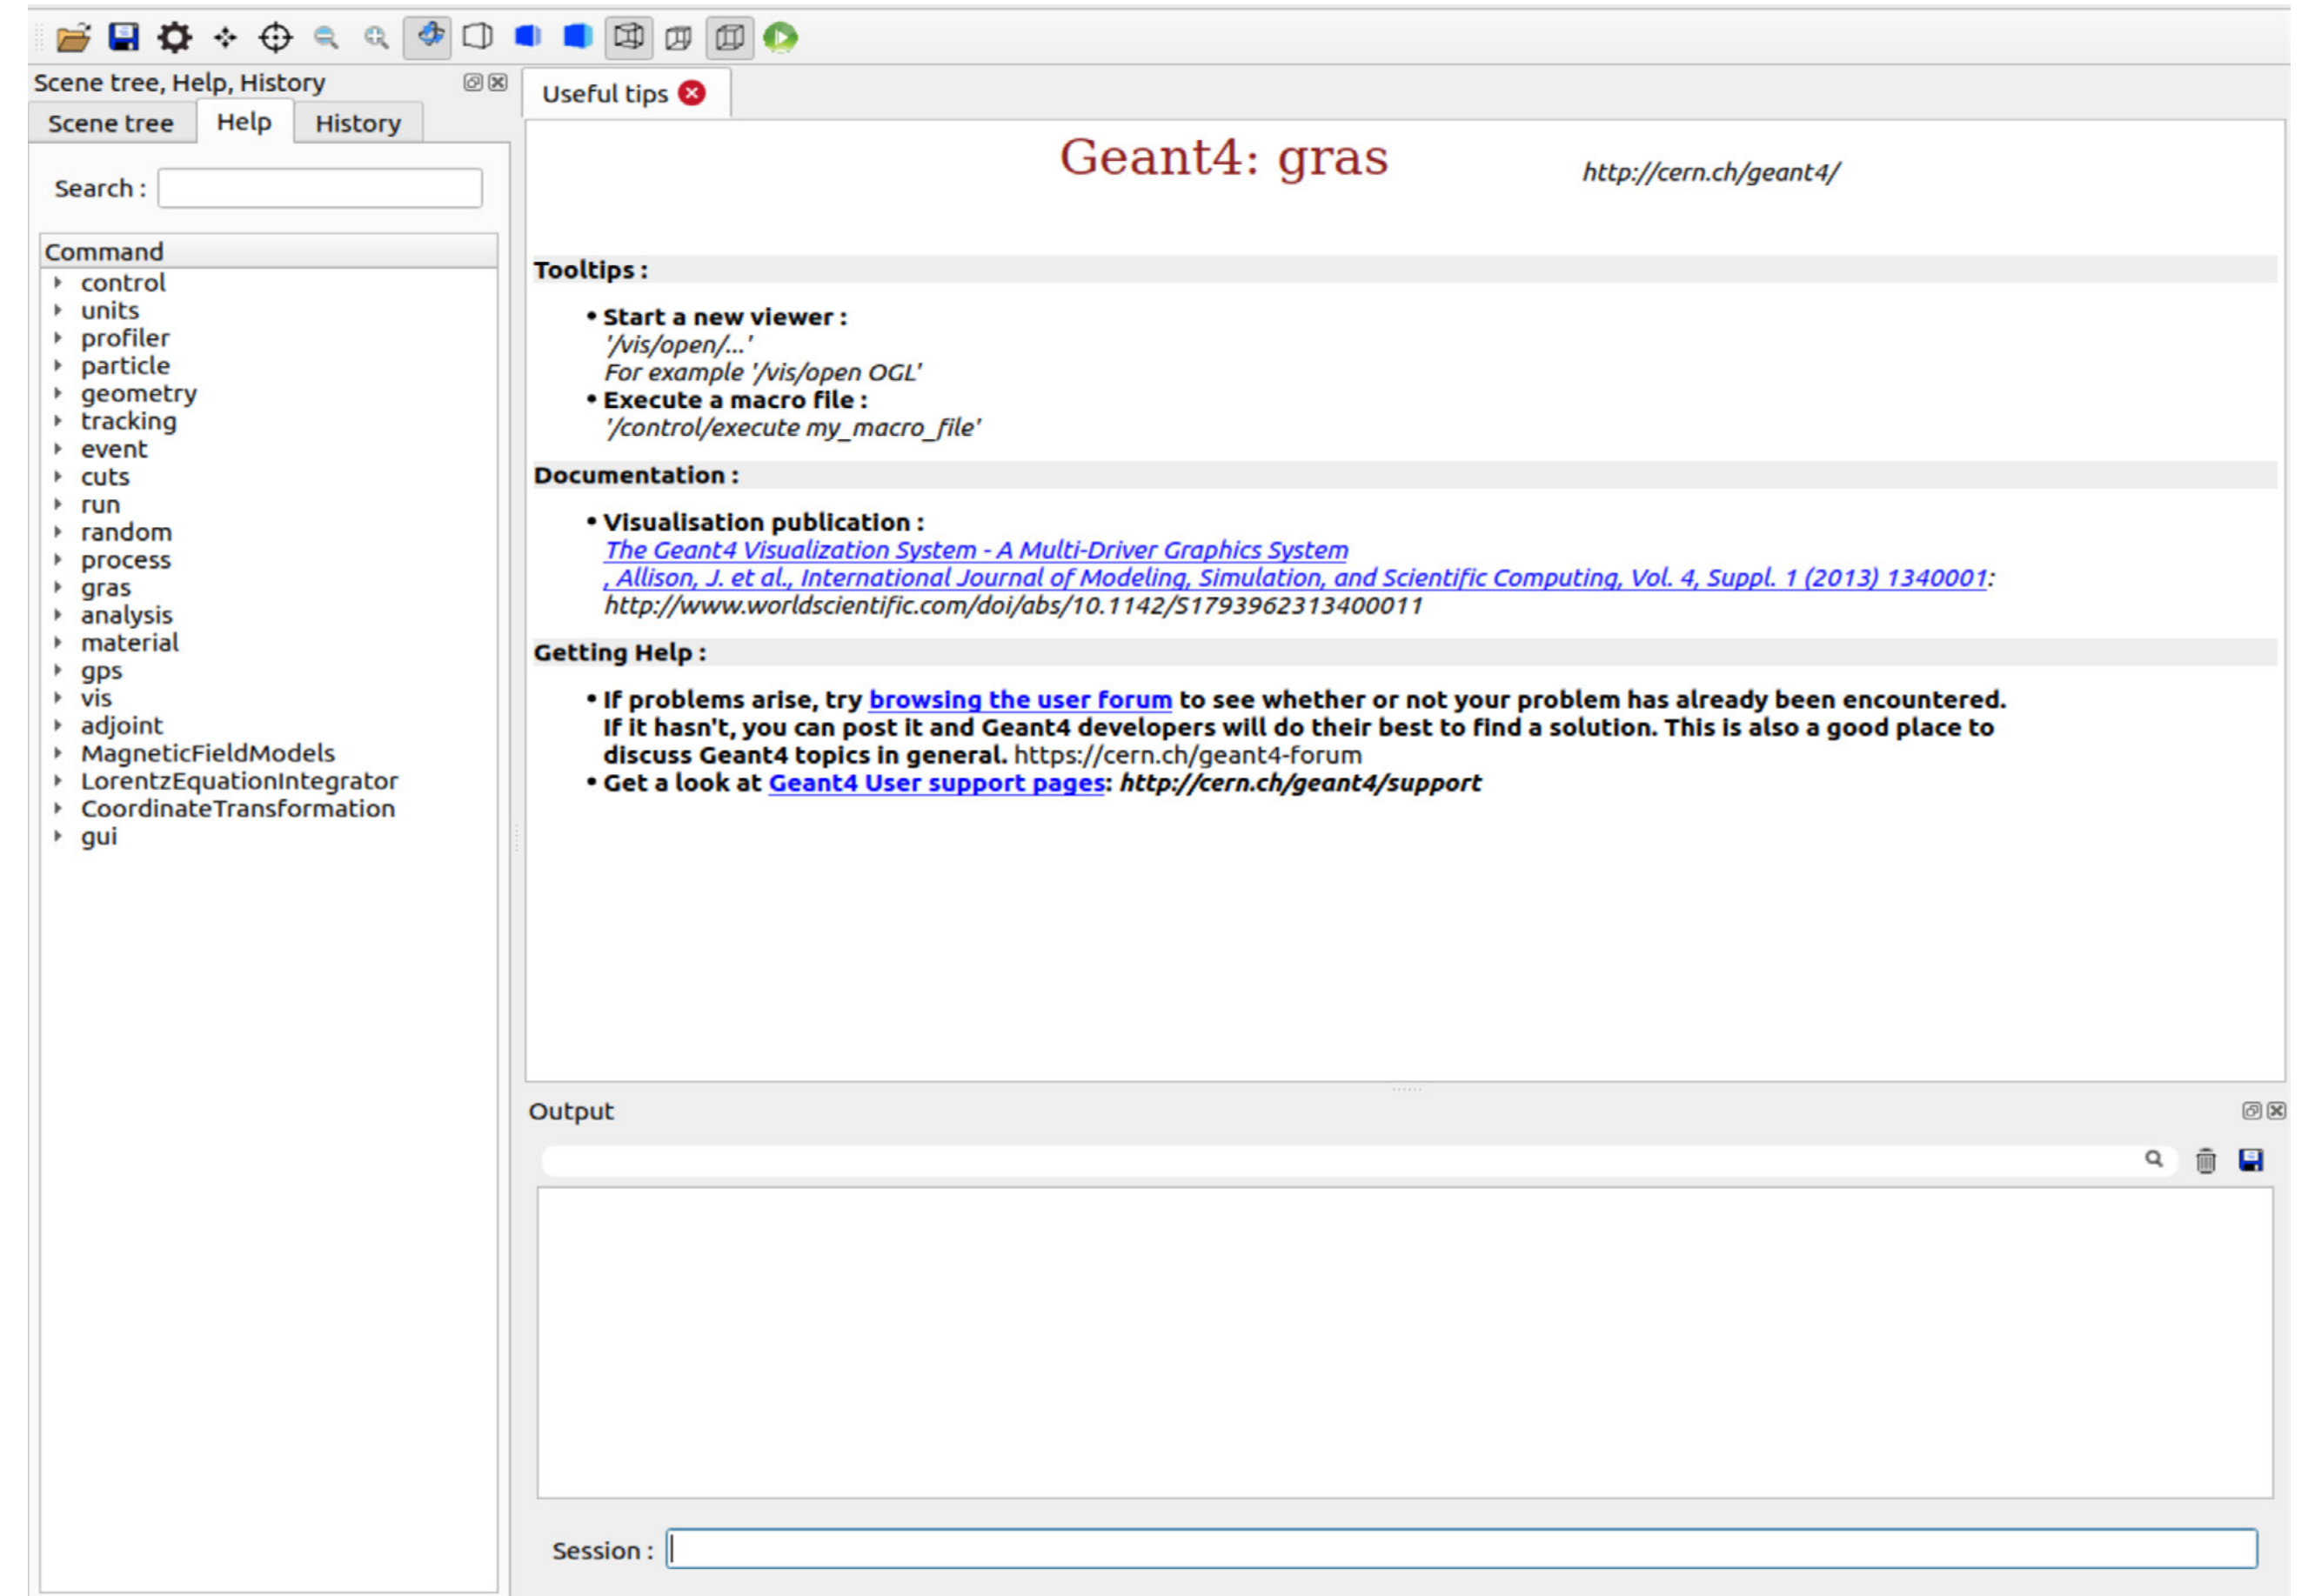 Scene tree, Help, History
Scene tree
Help
History
Search :
Command
control
units
profiler
particle
geometry
tracking
event
cuts
run
random
process
gras
analysis
material
gps
vis
adjoint
MagneticFieldModels
LorentzEquationIntegrator
CoordinateTransformation
gui
Useful tips
Geant4: gras
http://cern.ch/geant4/
Tooltips :
• Start a new viewer :
'/vis/open/...'
For example '/vis/open OGL'
• Execute a macro file :
'/control/execute my_macro_file'
Documentation :
• Visualisation publication :
The Geant4 Visualization System - A Multi-Driver Graphics System
, Allison, J. et al., International Journal of Modeling, Simulation, and Scientific Computing, Vol. 4, Suppl. 1 (2013) 1340001:
http://www.worldscientific.com/doi/abs/10.1142/S1793962313400011
Getting Help :
• If problems arise, try browsing the user forum to see whether or not your problem has already been encountered.
If it hasn't, you can post it and Geant4 developers will do their best to find a solution. This is also a good place to
discuss Geant4 topics in general. https://cern.ch/geant4-forum
• Get a look at Geant4 User support pages: http://cern.ch/geant4/support
Output
Session :